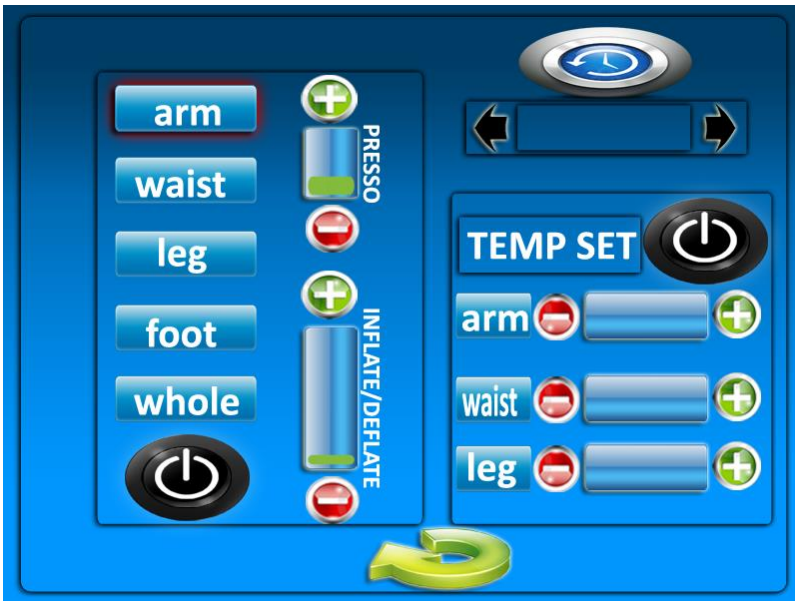 arm
waist
leg
foot
whole
PRESSO
INFLATE/DEFLATE
TEMP SET
arm
waist
leg